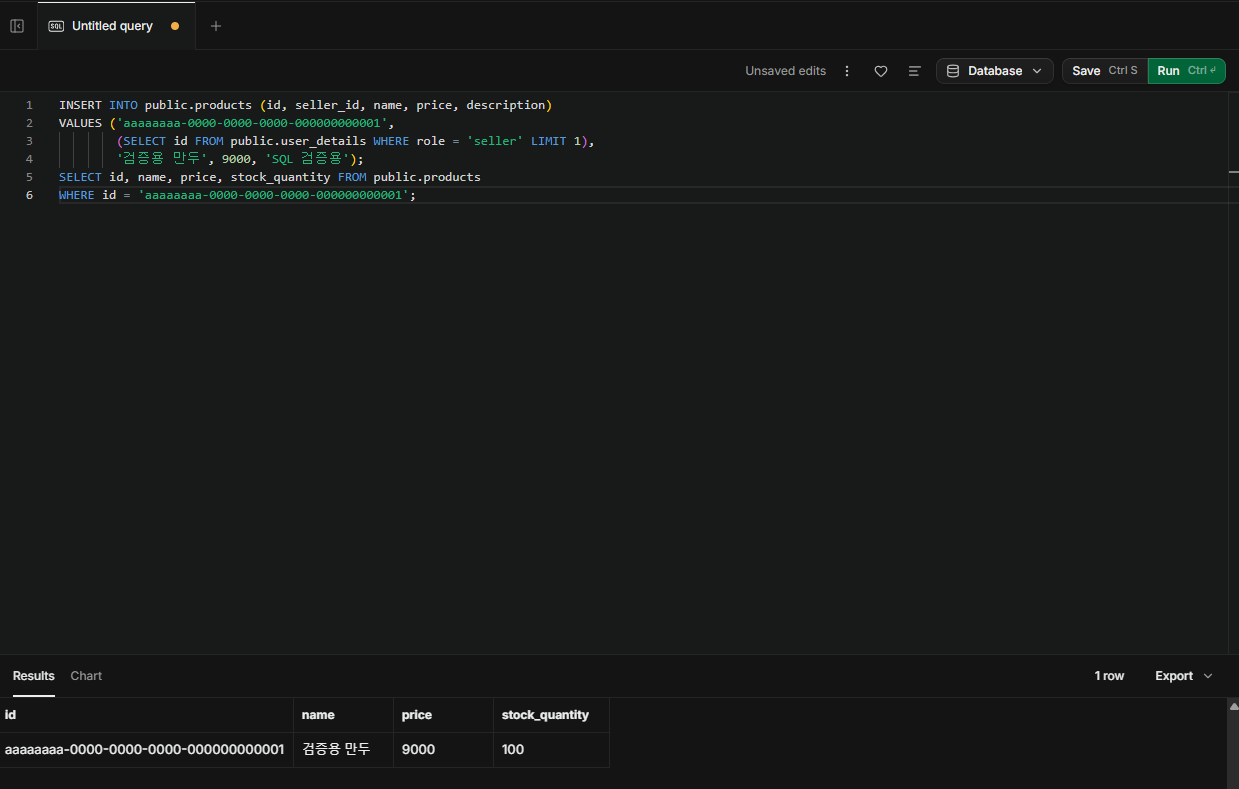 SQL Untitled query
Unsaved edits Database Save Ctrl S Run Ctrl ↵
1 INSERT INTO public.products (id, seller_id, name, price, description)
2 VALUES ('aaaaaaaa-0000-0000-0000-000000000001',
3 (SELECT id FROM public.user_details WHERE role = 'seller' LIMIT 1),
4 '검증용 만두', 9000, 'SQL 검증용');
5 SELECT id, name, price, stock_quantity FROM public.products
6 WHERE id = 'aaaaaaaa-0000-0000-0000-000000000001';
Results Chart 1 row Export
id name price stock_quantity
aaaaaaaa-0000-0000-0000-000000000001 검증용 만두 9000 100